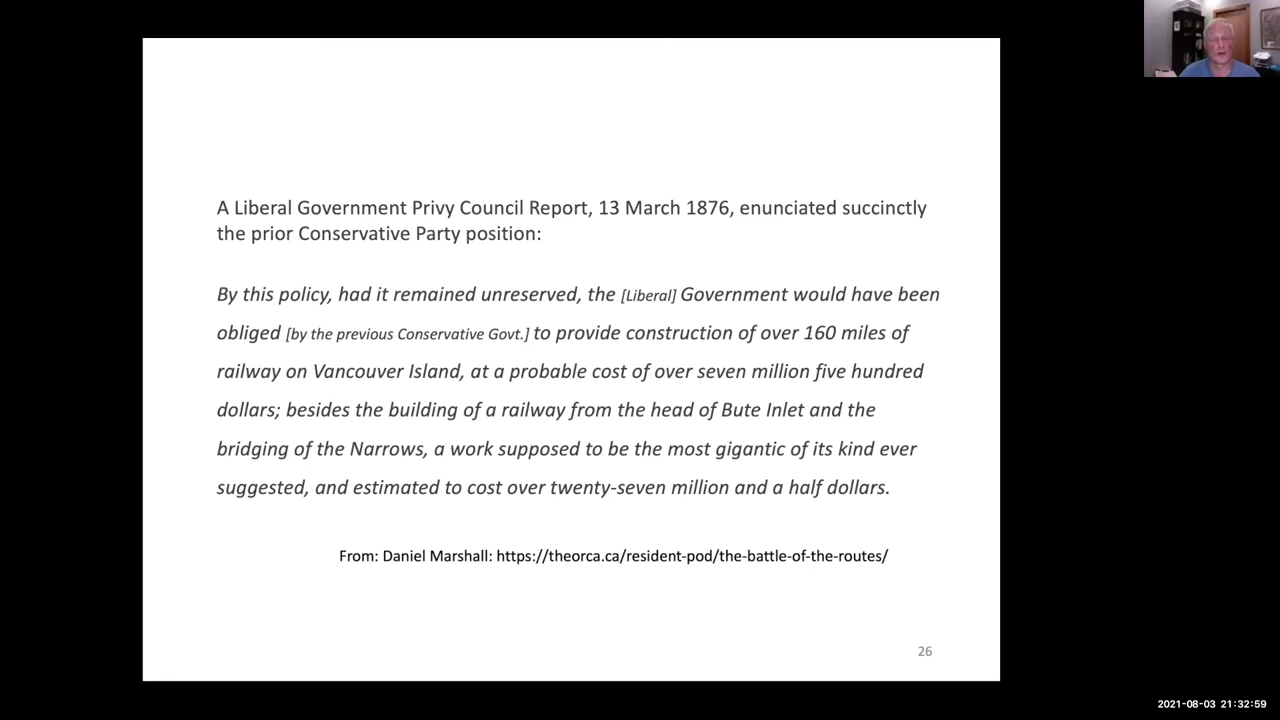 A Liberal Government Privy Council Report, 13 March 1876, enunciated succinctly
the prior Conservative Party position:
By this policy, had it remained unreserved, the [Liberal] Government would have been
obliged [by the previous Conservative Govt.] to provide construction of over 160 miles of
railway on Vancouver Island, at a probable cost of over seven million five hundred
dollars; besides the building of a railway from the head of Bute Inlet and the
bridging of the Narrows, a work supposed to be the most gigantic of its kind ever
suggested, and estimated to cost over twenty-seven million and a half dollars.
From: Daniel Marshall: https://theorca.ca/resident-pod/the-battle-of-the-routes/
26
2021-08-03 21:32:59